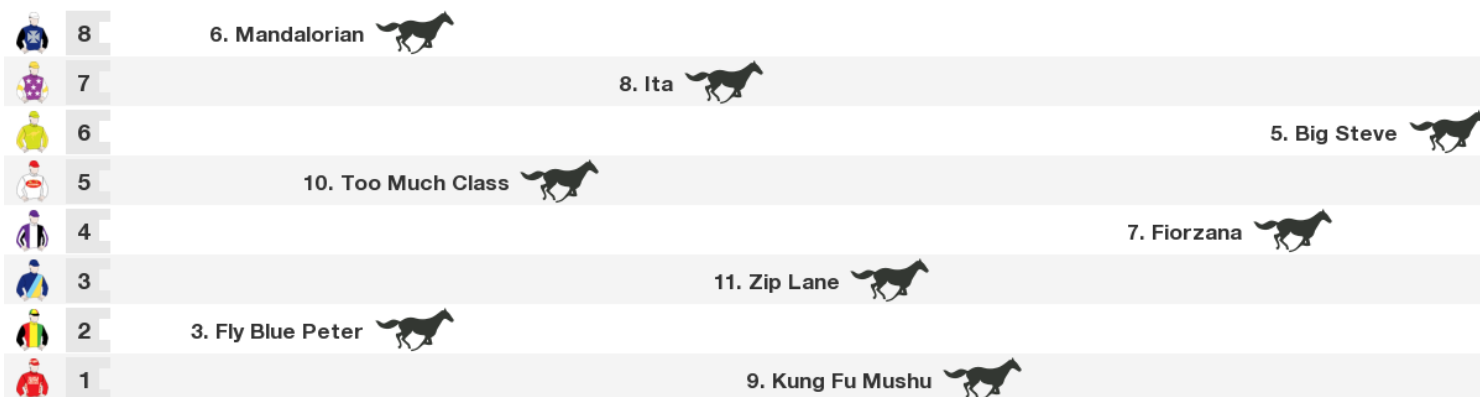 8 6. Mandalorian
7 8. Ita
6 5. Big Steve
5 10. Too Much Class
4 7. Fiorzana
3 11. Zip Lane
2 3. Fly Blue Peter
1 9. Kung Fu Mushu